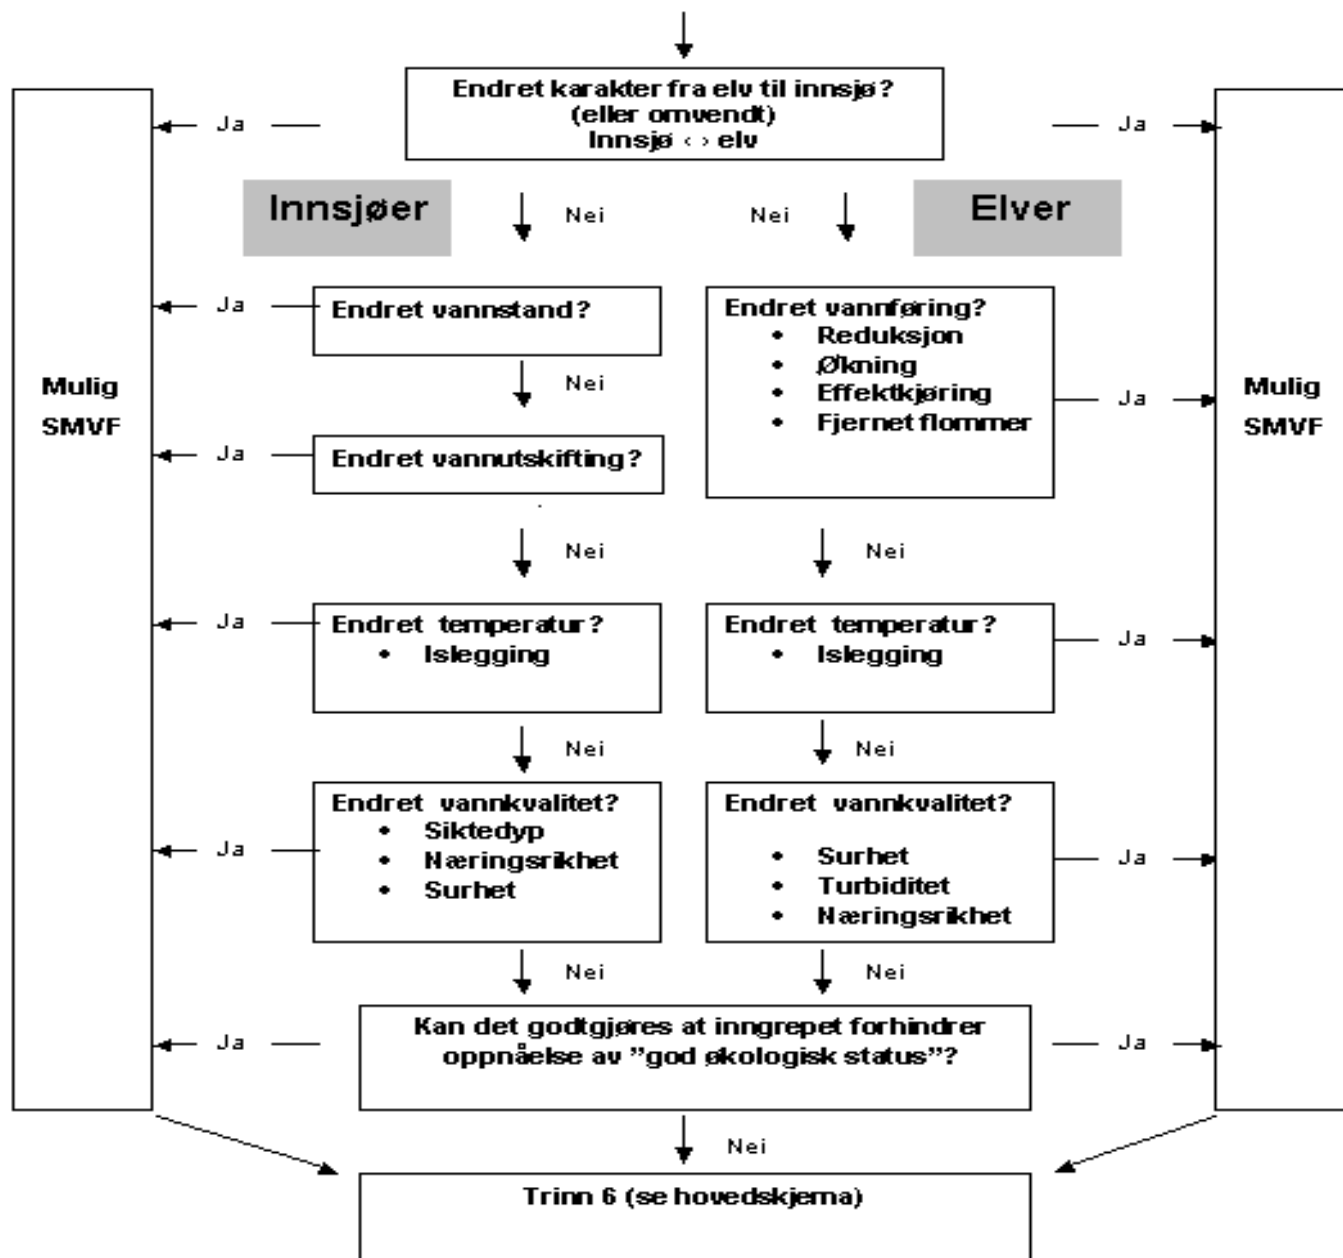 Endret karakter fra elv til innsjø?
(eller omvendt)
Innsjø <> elv
Ja
Ja
Innsjøer
Nei
Nei
Elver
Ja
Endret vannstand?
Nei
Ja
Endret vannutskifting?
Nei
Endret vannføring?
• Reduksjon
• Økning
• Effektkjøring
• Fjernet flommer
Ja
Nei
Mulig
SMVF
Mulig
SMVF
Ja
Endret temperatur?
• Islegging
Nei
Endret temperatur?
• Islegging
Ja
Nei
Ja
Endret vannkvalitet?
• Siktedyp
• Næringsrikhet
• Surhet
Nei
Endret vannkvalitet?
• Surhet
• Turbiditet
• Næringsrikhet
Ja
Nei
Ja
Kan det godtgjøres at inngrepet forhindrer
oppnåelse av ”god økologisk status”?
Ja
Nei
Trinn 6 (se hovedskjema)